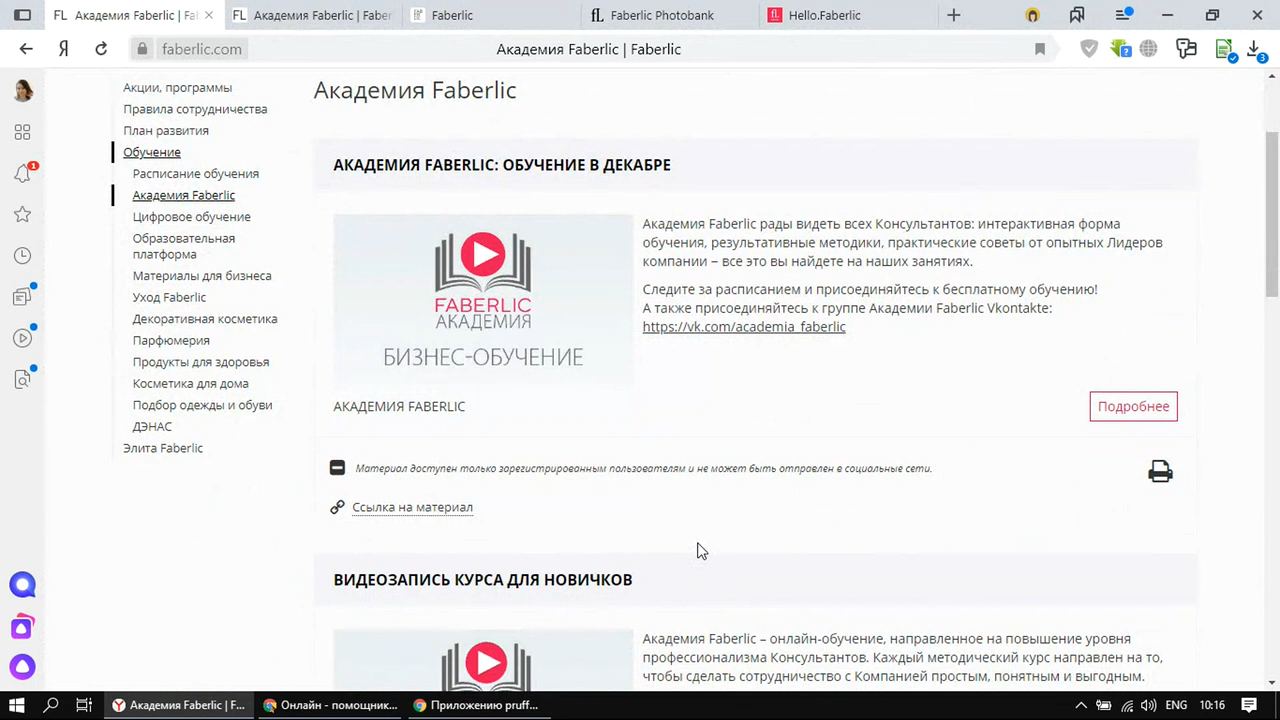 Академия Faberlic | Fa
Академия Faberlic | Faber
Faberlic
Faberlic Photobank
Hello.Faberlic
faberlic.com
Академия Faberlic | Faberlic
Акции, программы
Правила сотрудничества
План развития
Обучение
Расписание обучения
Академия Faberlic
Цифровое обучение
Образовательная
платформа
Материалы для бизнеса
Уход Faberlic
Декоративная косметика
Парфюмерия
Продукты для здоровья
Косметика для дома
Подбор одежды и обуви
ДЭНАС
Элита Faberlic
Академия Faberlic
АКАДЕМИЯ FABERLIC: ОБУЧЕНИЕ В ДЕКАБРЕ
FABERLIC
АКАДЕМИЯ
БИЗНЕС-ОБУЧЕНИЕ
Академия Faberlic рады видеть всех Консультантов: интерактивная форма
обучения, результативные методики, практические советы от опытных Лидеров
компании – все это вы найдете на наших занятиях.
Следите за расписанием и присоединяйтесь к бесплатному обучению!
А также присоединяйтесь к группе Академии Faberlic Vkontakte:
https://vk.com/academia_faberlic
АКАДЕМИЯ FABERLIC
Подробнее
Материал доступен только зарегистрированным пользователям и не может быть отправлен в социальные сети.
Ссылка на материал
ВИДЕОЗАПИСЬ КУРСА ДЛЯ НОВИЧКОВ
Академия Faberlic – онлайн-обучение, направленное на повышение уровня
профессионализма Консультантов. Каждый методический курс направлен на то,
чтобы сделать сотрудничество с Компанией простым, понятным и выгодным.
Академия Faberlic | F...
Онлайн - помощник...
Приложению pruff...
ENG
10:16